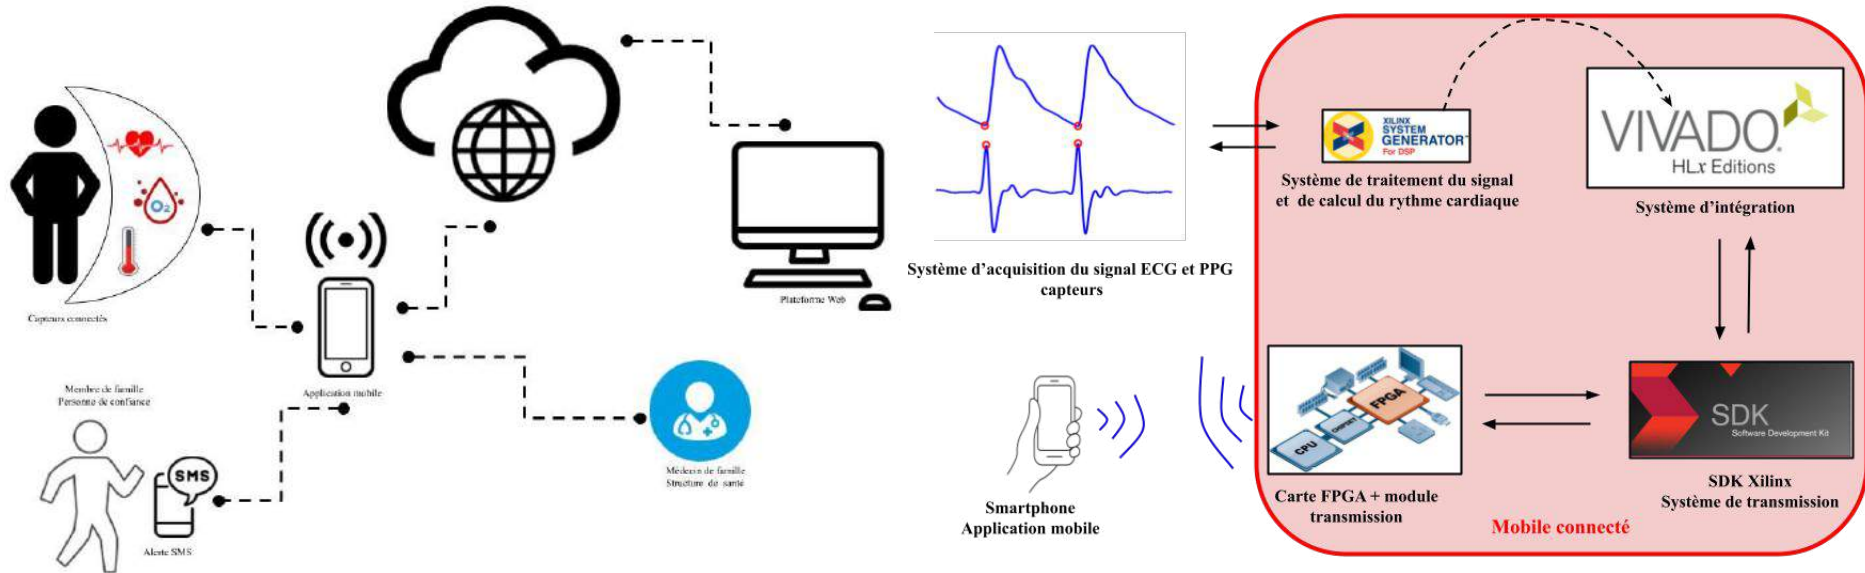 O₂
Capteurs connectés
Application mobile
Plateforme Web
Membre de famille
Personne de confiance
SMS
Alerte SMS
Médecin de famille
Structure de santé
Système d'acquisition du signal ECG et PPG
capteurs
Smartphone
Application mobile
XILINX
SYSTEM
GENERATOR™
For DSP
Système de traitement du signal
et de calcul du rythme cardiaque
VIVADO.
HLx Editions
Système d'intégration
FPGA
CHIPSET
CPU
Carte FPGA + module
transmission
SDK
Software Development Kit
SDK Xilinx
Système de transmission
Mobile connecté